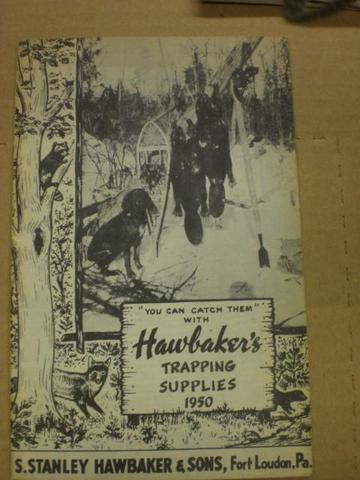 "YOU CAN CATCH THEM"
WITH
Hawbaker's
TRAPPING
SUPPLIES
1950
S. STANLEY HAWBAKER & SONS, Fort Loudon, Pa.